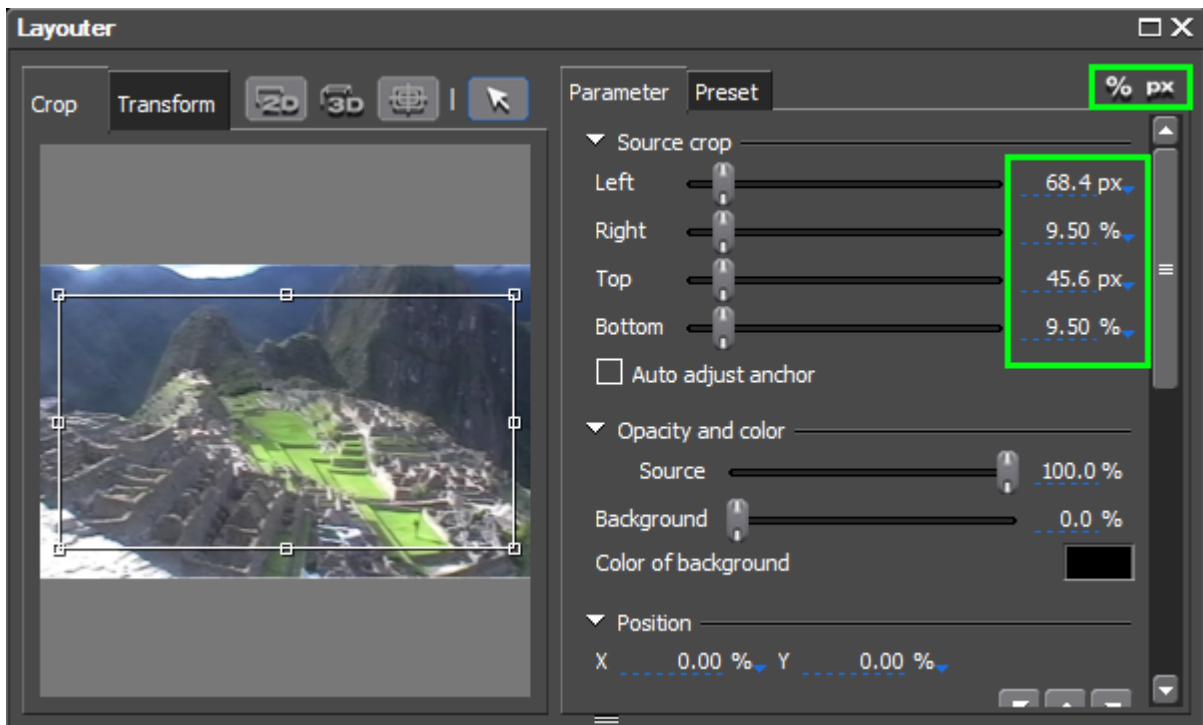 Layouter
Crop Transform 2D 3D
Parameter Preset % px
Source crop
Left 68.4 px
Right 9.50 %
Top 45.6 px
Bottom 9.50 %
Auto adjust anchor
Opacity and color
Source 100.0 %
Background 0.0 %
Color of background
Position
X 0.00 % Y 0.00 %